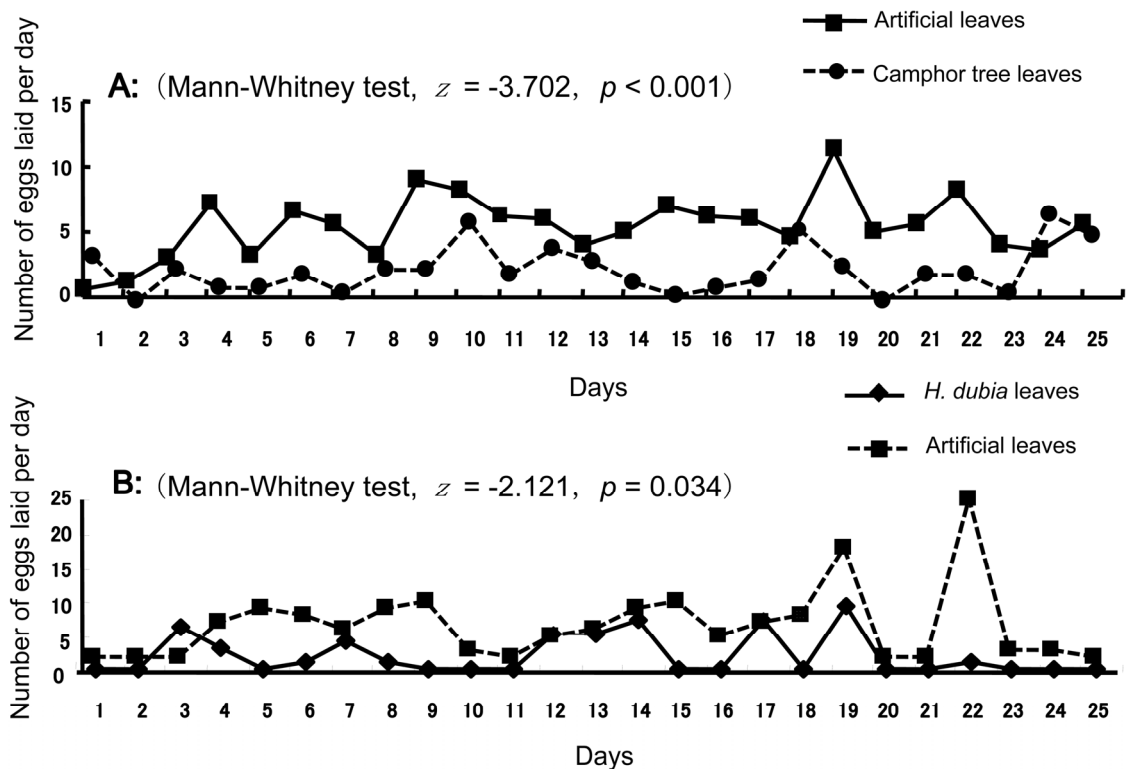 Artificial leaves
Camphor tree leaves
Number of eggs laid per day
A: (Mann-Whitney test, z = -3.702, p < 0.001)
15
10
5
0
1 2 3 4 5 6 7 8 9 10 11 12 13 14 15 16 17 18 19 20 21 22 23 24 25
Days
H. dubia leaves
Artificial leaves
Number of eggs laid per day
B: (Mann-Whitney test, z = -2.121, p = 0.034)
25
20
15
10
5
0
1 2 3 4 5 6 7 8 9 10 11 12 13 14 15 16 17 18 19 20 21 22 23 24 25
Days